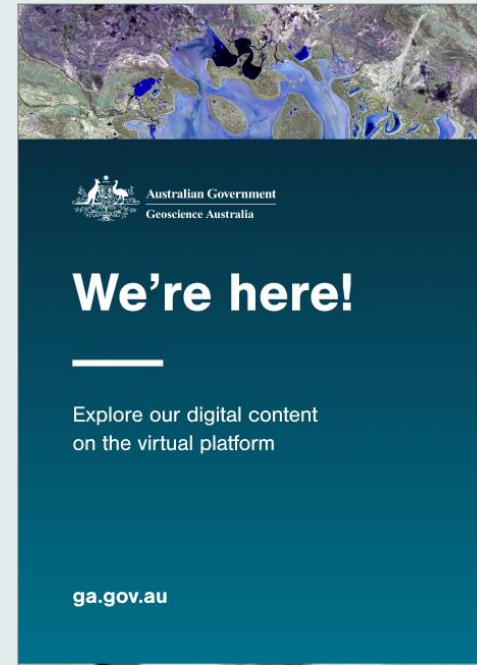 Australian Government
Geoscience Australia
We're here!
Explore our digital content
on the virtual platform
ga.gov.au